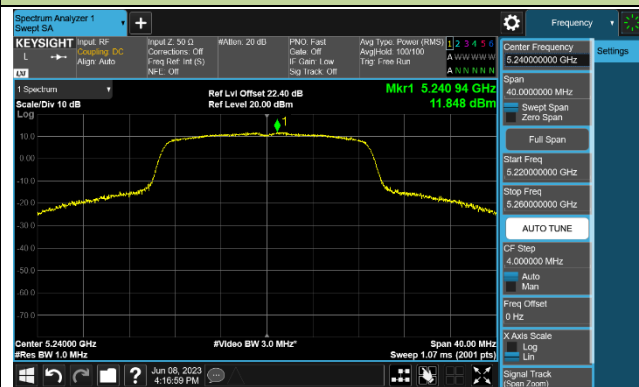 Spectrum Analyzer 1
Swept SA
Frequency
KEYSIGHT
L
LXI
Input: RF
Coupling: DC
Align: Auto
Input Z: 50 Ω
Corrections: Off
Freq Ref: Int (S)
NFE: Off
#Atten: 20 dB
PNO: Fast
Gate: Off
IF Gain: Low
Sig Track: Off
Avg Type: Power (RMS)
Avg|Hold: 100/100
Trig: Free Run
1 2 3 4 5 6
A W W W W W
A N N N N N
1 Spectrum
Scale/Div 10 dB
Log
Ref Lvl Offset 22.40 dB
Ref Level 20.00 dBm
Mkr1 5.240 94 GHz
11.848 dBm
1
10.0
0.00
-10.0
-20.0
-30.0
-40.0
-50.0
-60.0
-70.0
Center 5.24000 GHz
#Res BW 1.0 MHz
#Video BW 3.0 MHz*
Span 40.00 MHz
Sweep 1.07 ms (2001 pts)
Jun 08, 2023
4:16:59 PM
Center Frequency
5.240000000 GHz
Settings
Span
40.0000000 MHz
Swept Span
Zero Span
Full Span
Start Freq
5.220000000 GHz
Stop Freq
5.260000000 GHz
AUTO TUNE
CF Step
4.000000 MHz
Auto
Man
Freq Offset
0 Hz
X Axis Scale
Log
Lin
Signal Track
(Span Zoom)